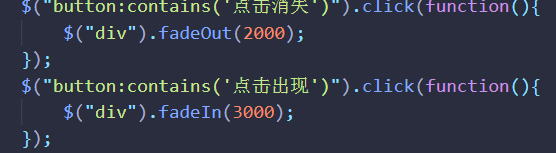 $("button:contains('点击消失')").click(function(){
$("div").fadeOut(2000);
});
$("button:contains('点击出现')").click(function(){
$("div").fadeIn(3000);
});